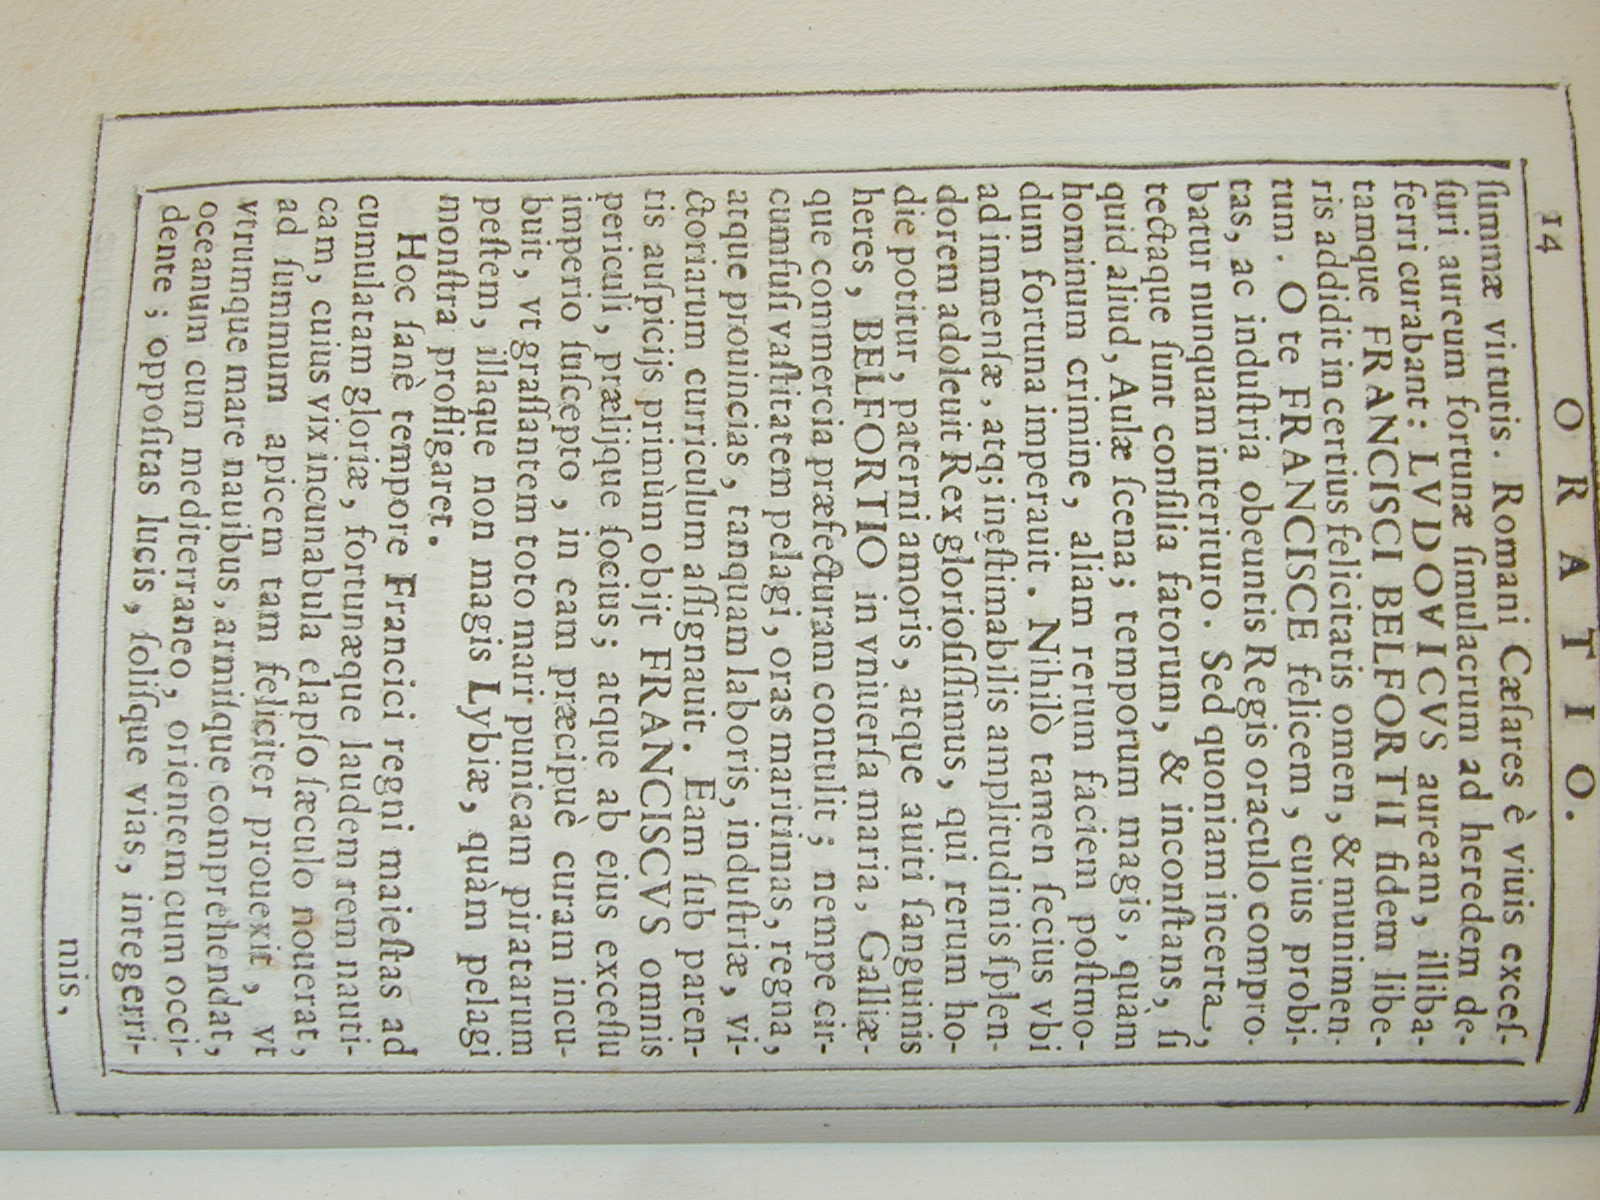 14 ORATIO.
ſummæ virtutis. Romani Cæſares è viuis exceſ-
ſuri aureum fortunæ ſimulacrum ad heredem de-
ferri curabant: LVDOVICVS auream, illiba-
tamque FRANCISCI BELFORTII fidem libe-
ris addidit in certius felicitatis omen, & munimen-
tum. O te FRANCISCE felicem, cuius probi-
tas, ac induſtria obeuntis Regis oraculo compro-
batur nunquam interituro. Sed quoniam incerta,
tectaque ſunt conſilia fatorum, & inconſtans, ſi
quid aliud, Aulæ ſcena; temporum magis, quàm
hominum crimine, aliam rerum faciem poſtmo-
dum fortuna imperauit. Nihilò tamen ſecius vbi
ad immenſæ, atq; ineſtimabilis amplitudinis ſplen-
dorem adoleuit Rex glorioſiſſimus, qui rerum ho-
die potitur, paterni amoris, atque auiti ſanguinis
heres, BELFORTIO in vniuerſa maria, Galliæ-
que commercia præfecturam contulit; nempe cir-
cumfuſi vaſtitatem pelagi, oras maritimas, regna,
atque prouincias, tanquam laboris, induſtriæ, vi-
ctoriarum curriculum aſſignauit. Eam ſub paren-
tis auſpicijs primùm obijt FRANCISCVS omnis
periculi, prælijque ſocius; atque ab eius exceſſu
imperio ſuſcepto, in eam præcipuè curam incu-
buit, vt graſſantem toto mari punicam piratarum
peſtem, illaque non magis Lybiæ, quàm pelagi
monſtra profligaret.
Hoc ſanè tempore Francici regni maieſtas ad
cumulatam gloriæ, fortunæque laudem rem nauti-
cam, cuius vix incunabula elapſo ſæculo nouerat,
ad ſummum apicem tam feliciter prouexit, vt
vtrumque mare nauibus, armiſque comprehendat,
oceanum cum mediterraneo, orientem cum occi-
dente; oppoſitas lucis, ſoliſque vias, integerri-
mis,